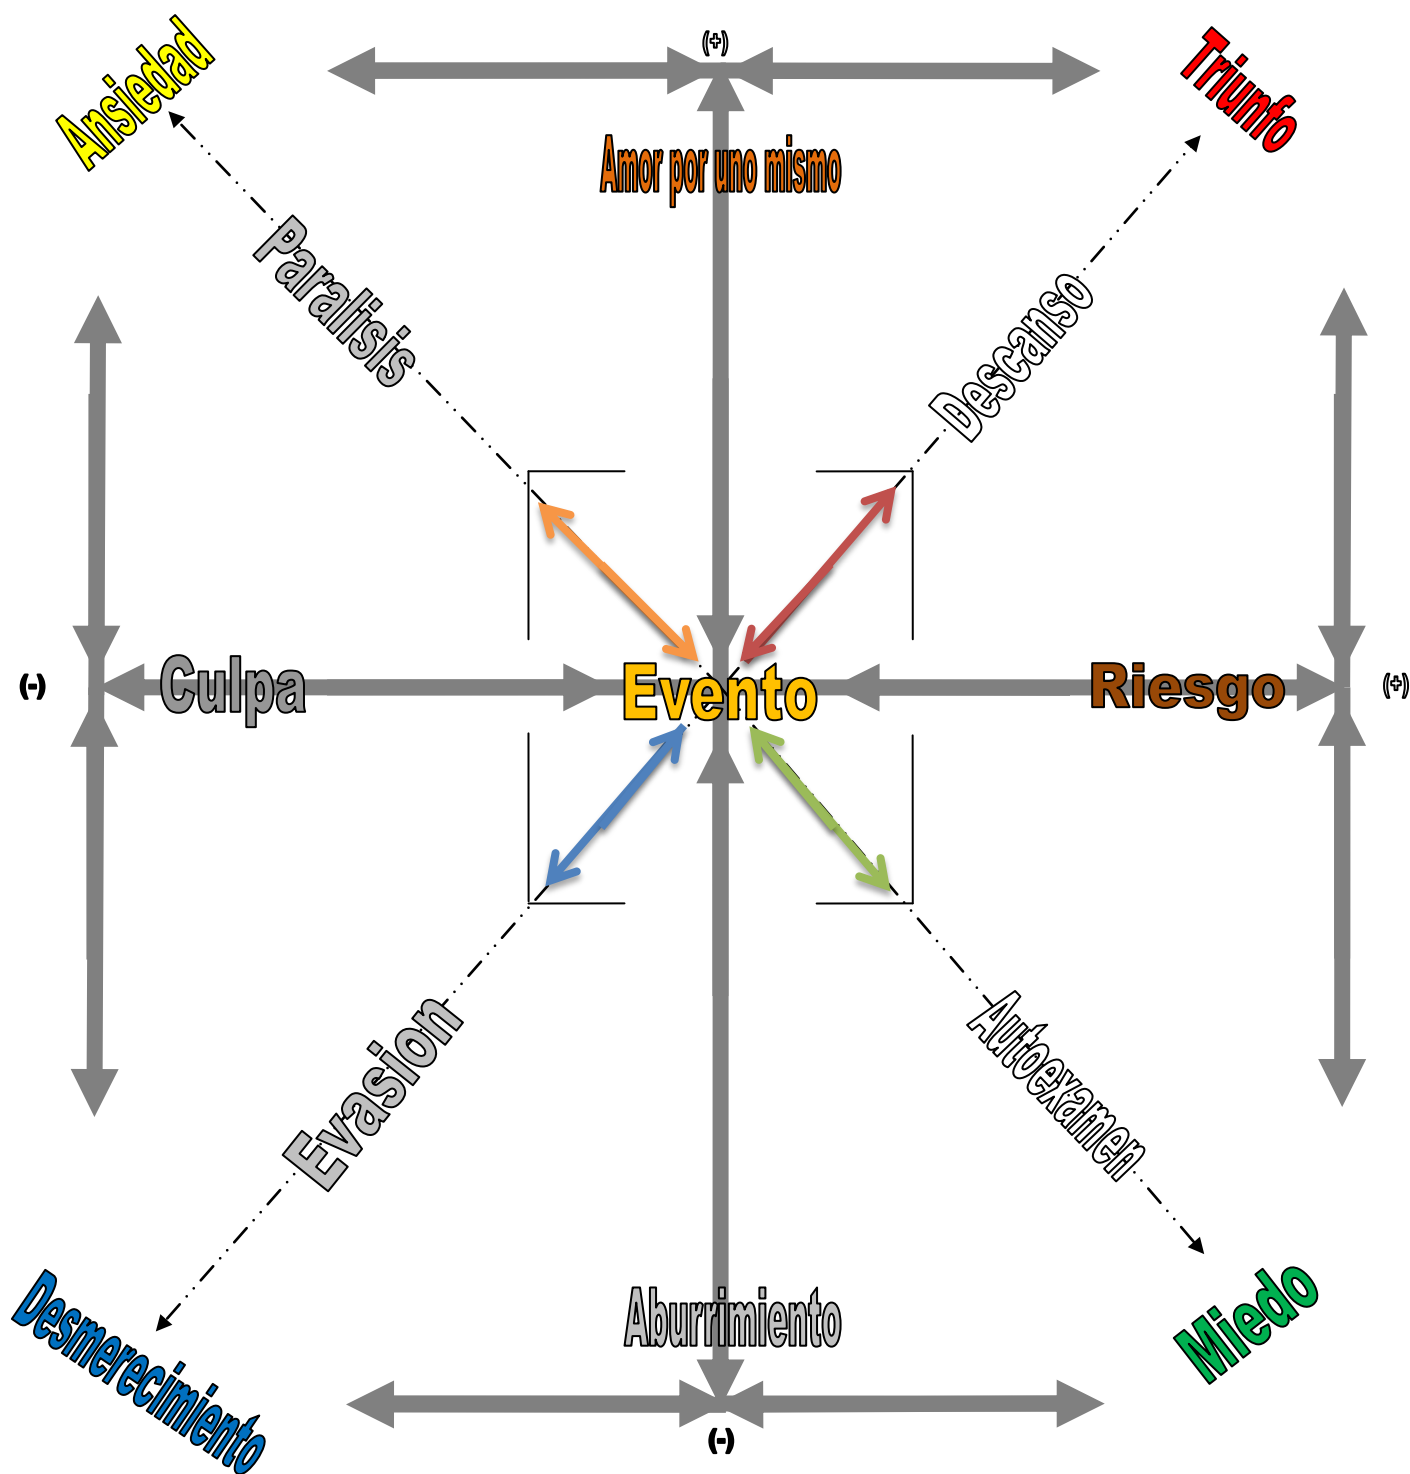 (+)
Ansiedad
Triunfo
Amor por uno mismo
Paralisis
Descanso
(-)
Culpa
Evento
Riesgo
(+)
Evasion
Autoexamen
Desmerecimiento
Aburrimiento
Miedo
(-)